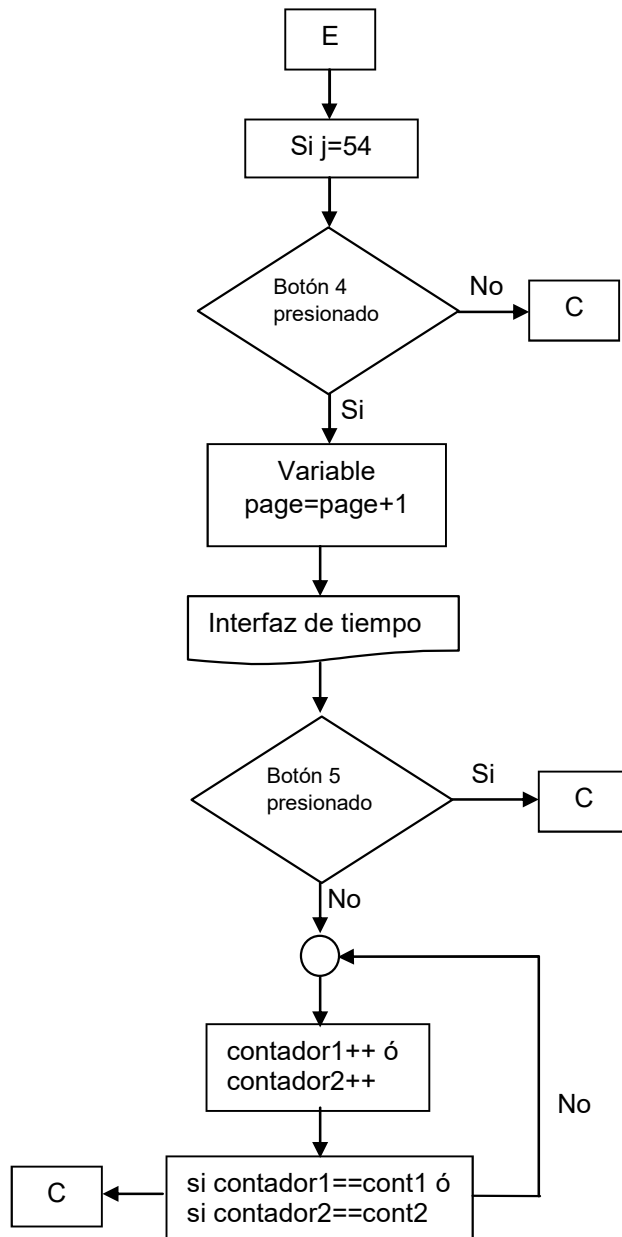 E
Si j=54
Botón 4
presionado
No
C
Si
Variable
page=page+1
Interfaz de tiempo
Botón 5
presionado
Si
C
No
contador1++ ó
contador2++
No
C
si contador1==cont1 ó
si contador2==cont2